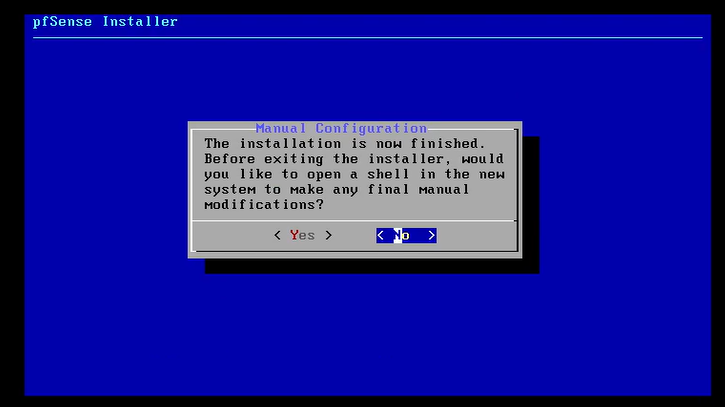 pfSense Installer
Manual Configuration
The installation is now finished.
Before exiting the installer, would
you like to open a shell in the new
system to make any final manual
modifications?
< Yes > < No >